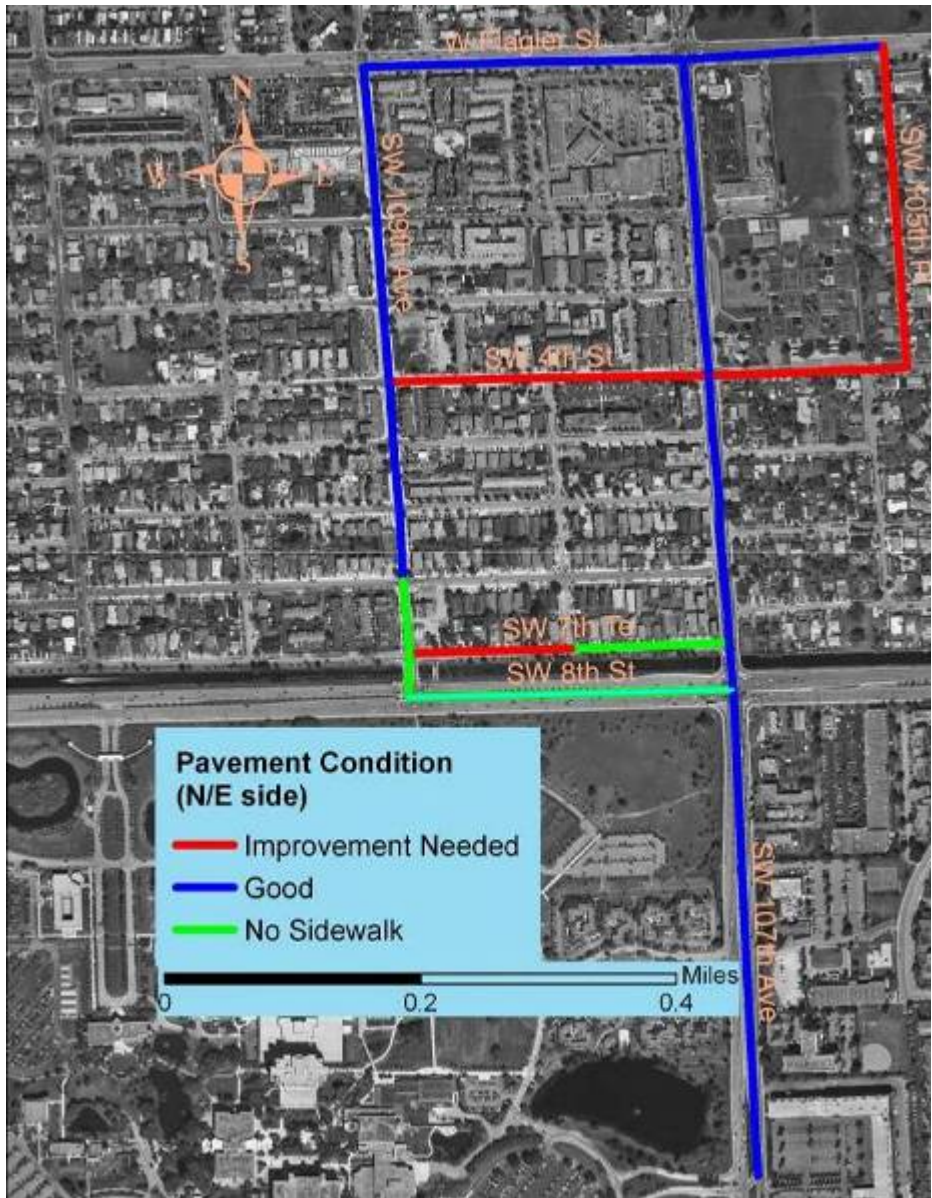 W Flagler St
N
W E
S
SW 109th Ave
SW 105th Pl
SW 4th St
SW 7th Te
SW 8th St
Pavement Condition
(N/E side)
Improvement Needed
Good
No Sidewalk
Miles
0 0.2 0.4
SW 107th Ave